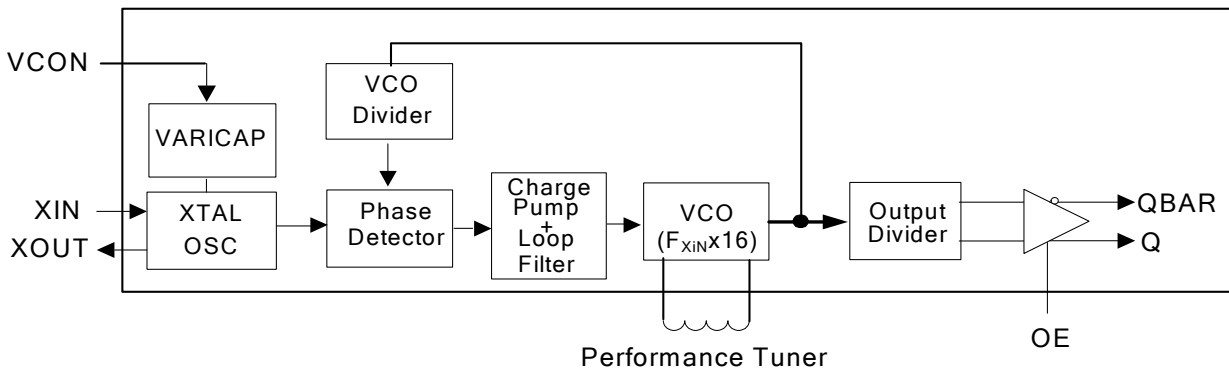 VCON
VARICAP
XIN
XOUT
XTAL
OSC
VCO
Divider
Phase
Detector
Charge
Pump
+
Loop
Filter
VCO
(FXiNx16)
Output
Divider
QBAR
Q
OE
Performance Tuner